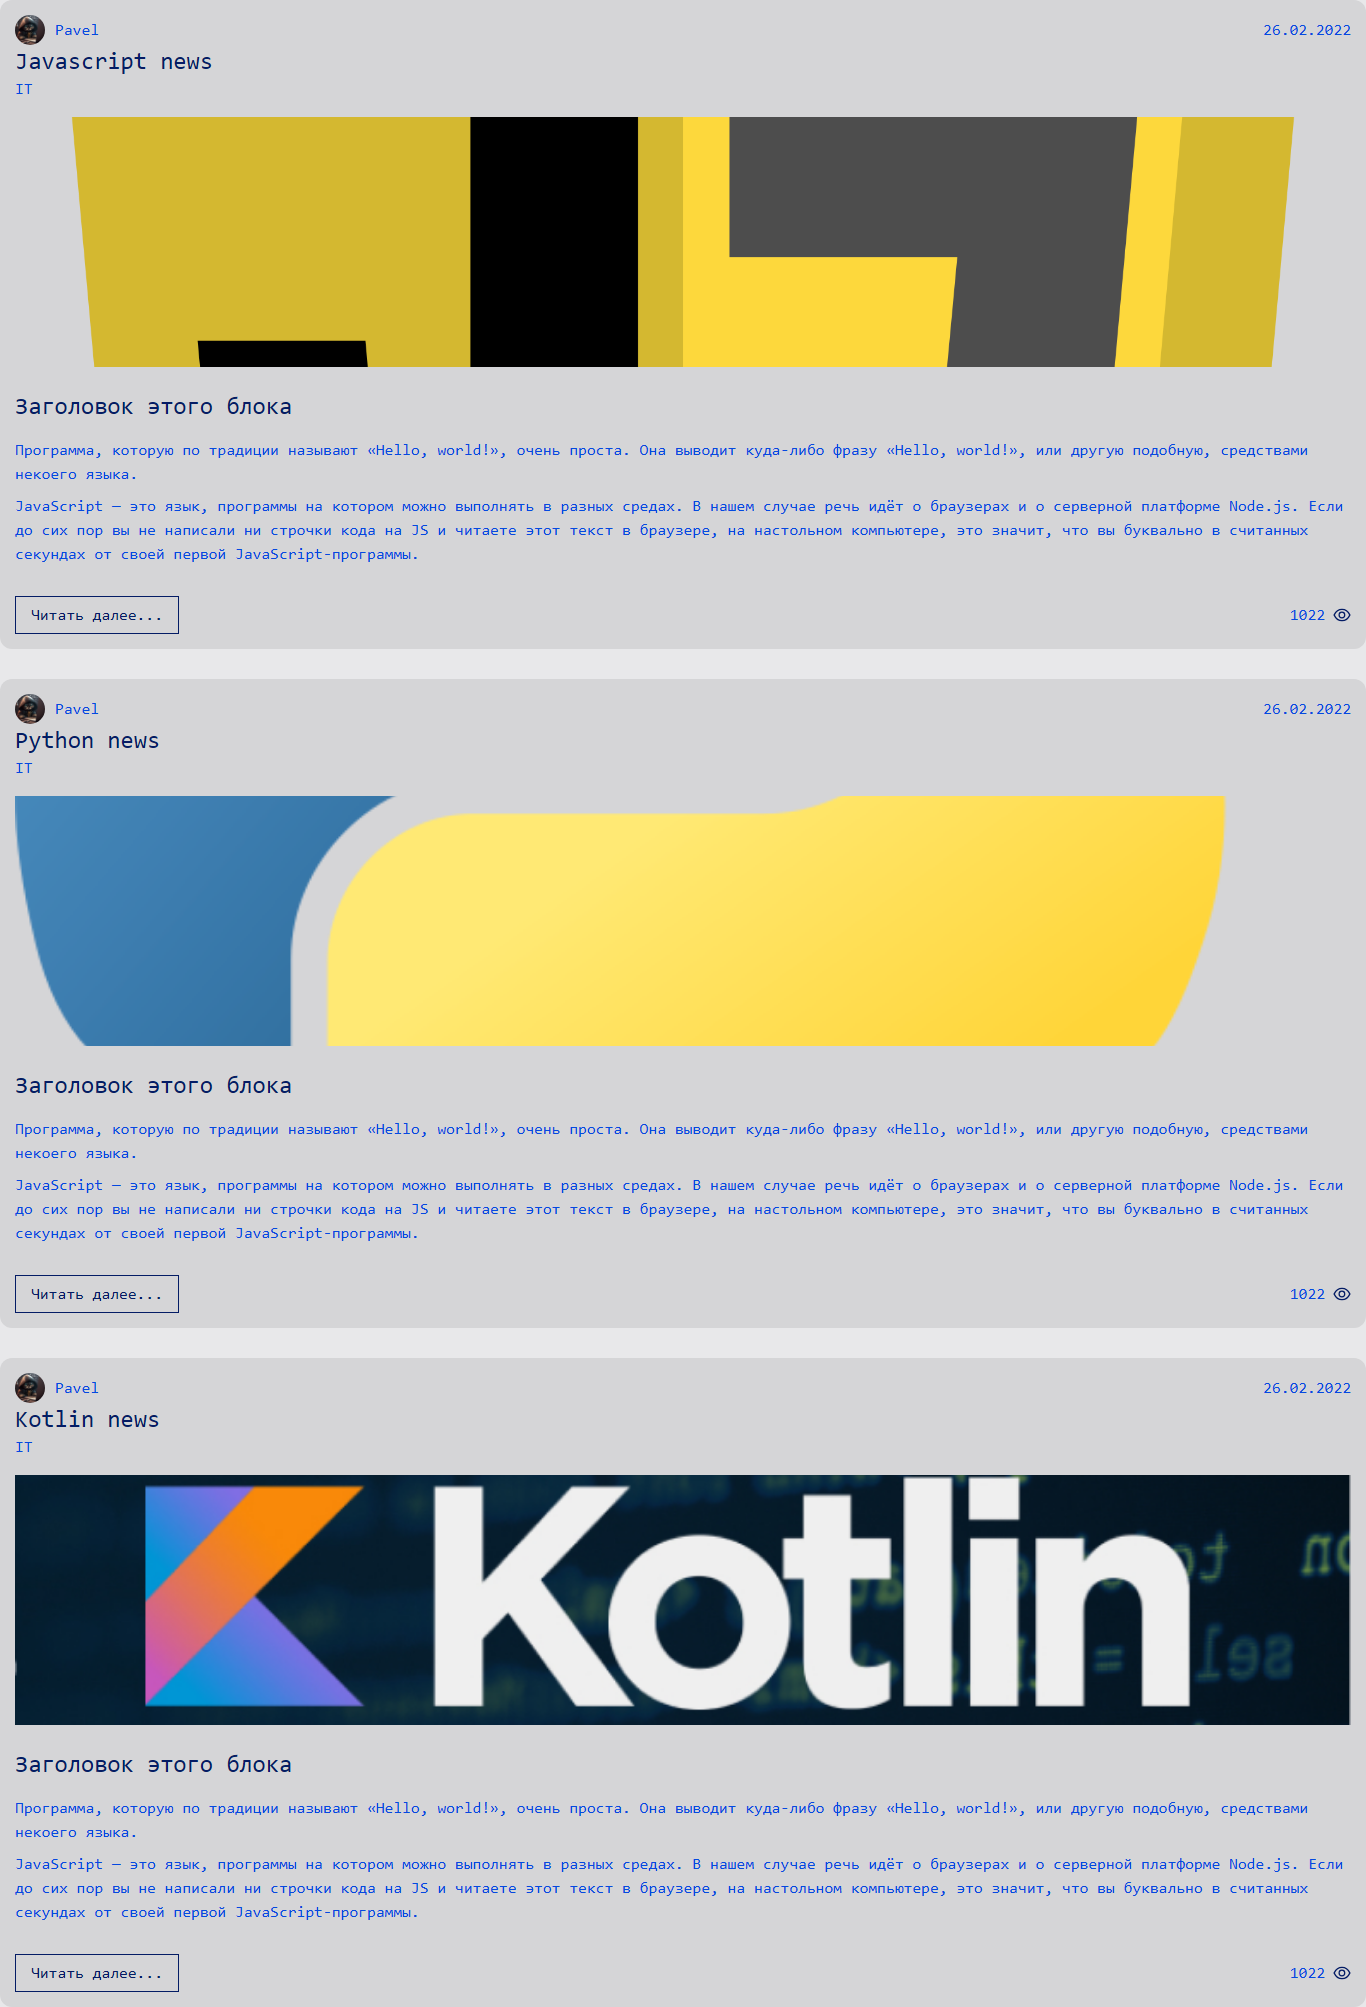 Pavel 26.02.2022
Javascript news
IT
Заголовок этого блока
Программа, которую по традиции называют «Hello, world!», очень проста. Она выводит куда-либо фразу «Hello, world!», или другую подобную, средствами
некоего языка.
JavaScript — это язык, программы на котором можно выполнять в разных средах. В нашем случае речь идёт о браузерах и о серверной платформе Node.js. Если
до сих пор вы не написали ни строчки кода на JS и читаете этот текст в браузере, на настольном компьютере, это значит, что вы буквально в считанных
секундах от своей первой JavaScript-программы.
Читать далее... 1022
Pavel 26.02.2022
Python news
IT
Заголовок этого блока
Программа, которую по традиции называют «Hello, world!», очень проста. Она выводит куда-либо фразу «Hello, world!», или другую подобную, средствами
некоего языка.
JavaScript — это язык, программы на котором можно выполнять в разных средах. В нашем случае речь идёт о браузерах и о серверной платформе Node.js. Если
до сих пор вы не написали ни строчки кода на JS и читаете этот текст в браузере, на настольном компьютере, это значит, что вы буквально в считанных
секундах от своей первой JavaScript-программы.
Читать далее... 1022
Pavel 26.02.2022
Kotlin news
IT
Kotlin
Заголовок этого блока
Программа, которую по традиции называют «Hello, world!», очень проста. Она выводит куда-либо фразу «Hello, world!», или другую подобную, средствами
некоего языка.
JavaScript — это язык, программы на котором можно выполнять в разных средах. В нашем случае речь идёт о браузерах и о серверной платформе Node.js. Если
до сих пор вы не написали ни строчки кода на JS и читаете этот текст в браузере, на настольном компьютере, это значит, что вы буквально в считанных
секундах от своей первой JavaScript-программы.
Читать далее... 1022